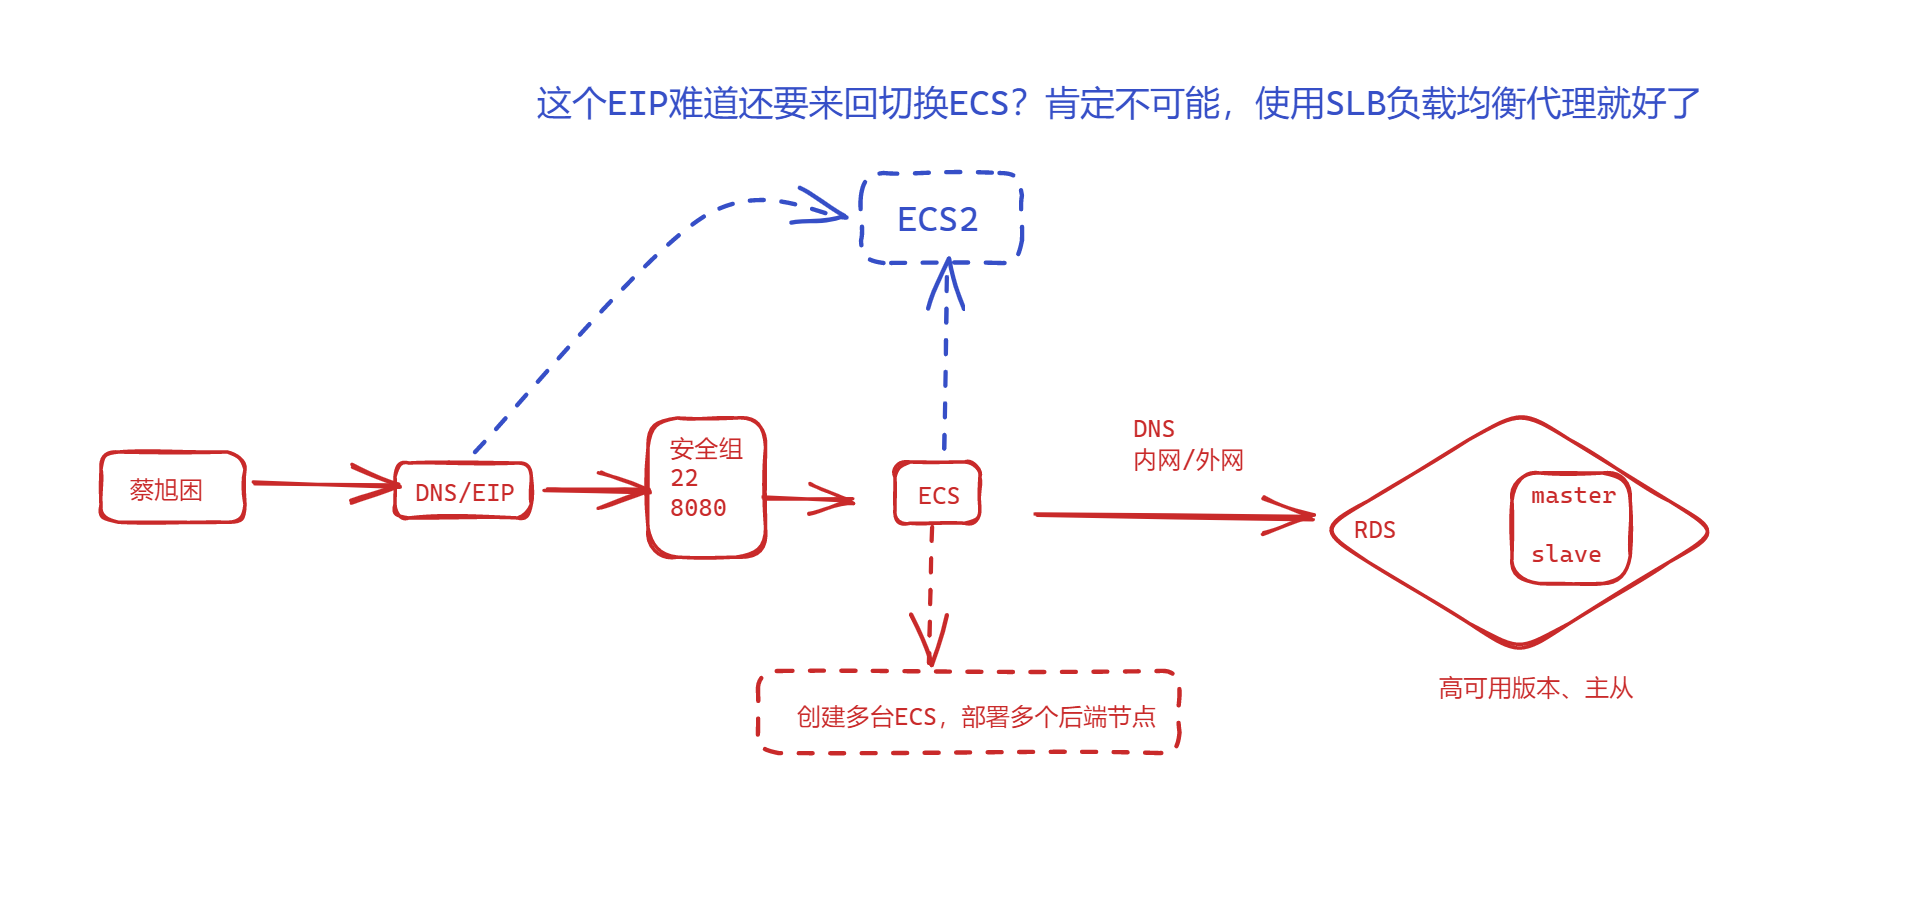 这个EIP难道还要来回切换ECS？肯定不可能，使用SLB负载均衡代理就好了
ECS2
蔡旭困
DNS/EIP
安全组
22
8080
ECS
DNS
内网/外网
RDS
master
slave
高可用版本、主从
创建多台ECS，部署多个后端节点